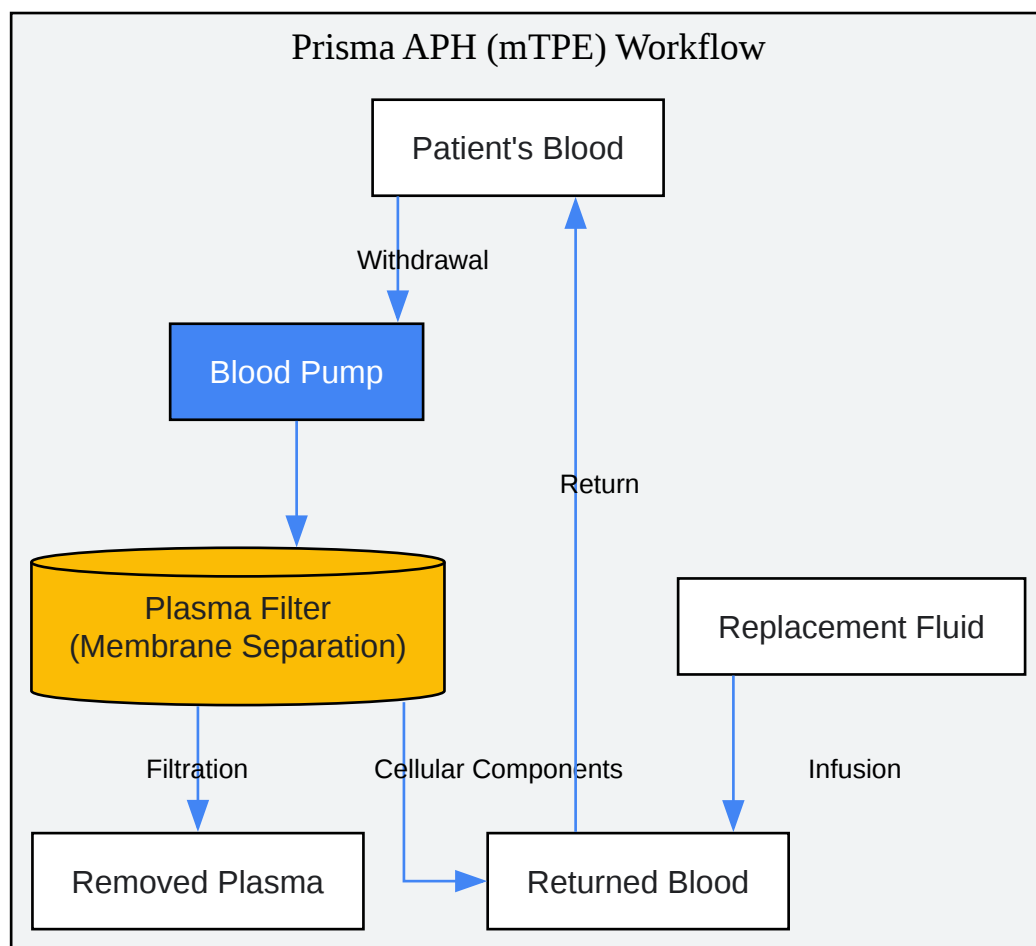 Prisma APH (mTPE) Workflow
Patient's Blood
Withdrawal
Blood Pump
Return
Plasma Filter
(Membrane Separation)
Replacement Fluid
Filtration
Cellular Components
Infusion
Removed Plasma
Returned Blood